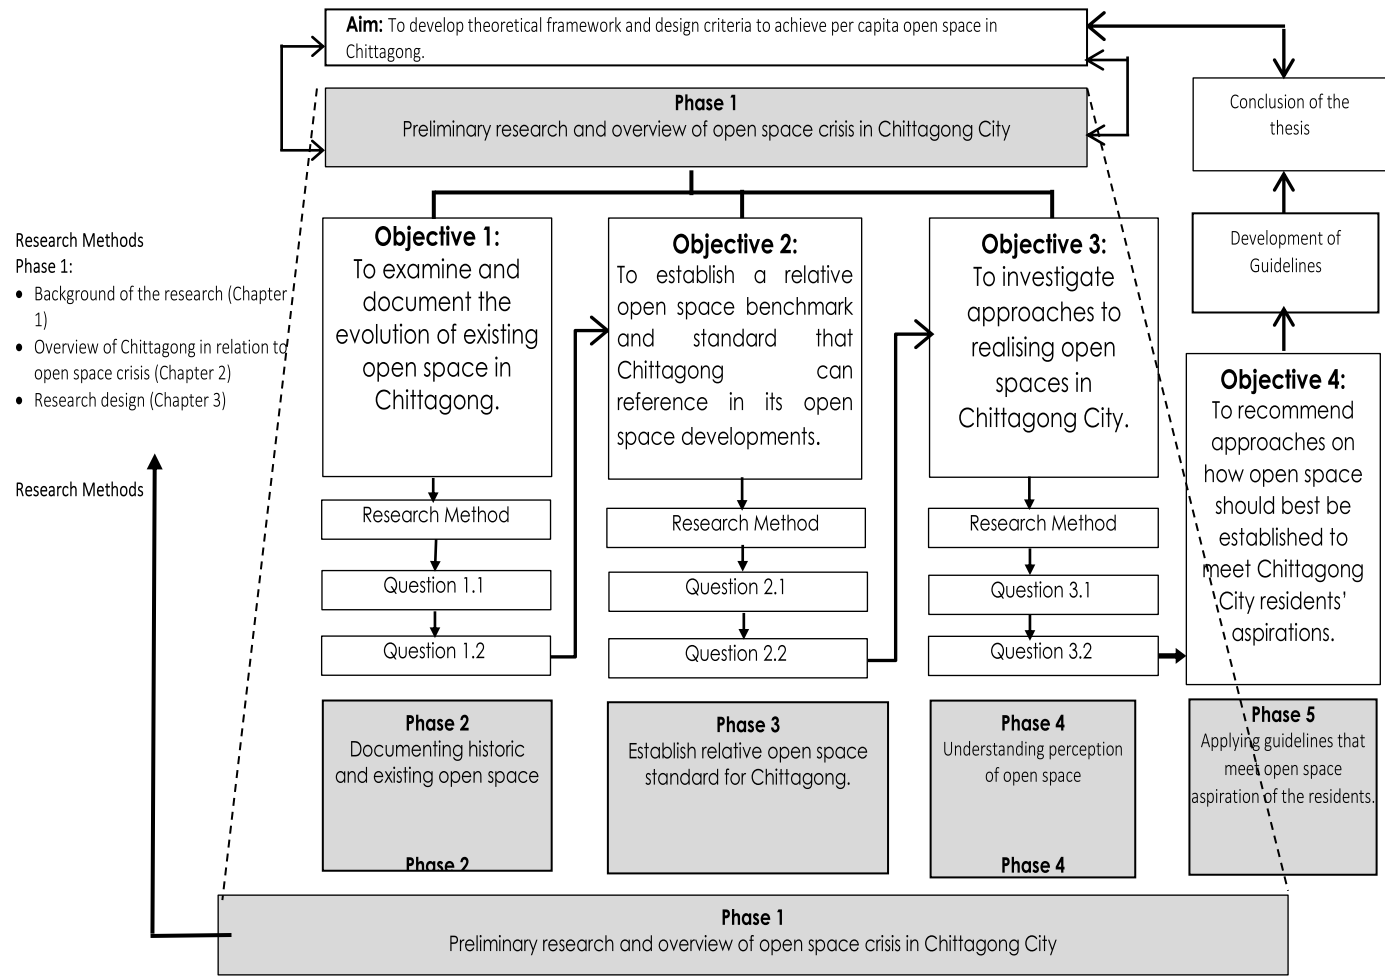 Aim: To develop theoretical framework and design criteria to achieve per capita open space in
Chittagong.
Phase 1
Preliminary research and overview of open space crisis in Chittagong City
Conclusion of the
thesis
Development of
Guidelines
Research Methods
Phase 1:
• Background of the research (Chapter
1)
• Overview of Chittagong in relation to
open space crisis (Chapter 2)
• Research design (Chapter 3)
Research Methods
Objective 1:
To examine and
document the
evolution of existing
open space in
Chittagong.
Research Method
Question 1.1
Question 1.2
Objective 2:
To establish a relative
open space benchmark
and standard that
Chittagong can
reference in its open
space developments.
Research Method
Question 2.1
Question 2.2
Objective 3:
To investigate
approaches to
realising open
spaces in
Chittagong City.
Research Method
Question 3.1
Question 3.2
Objective 4:
To recommend
approaches on
how open space
should best be
established to
meet Chittagong
City residents’
aspirations.
Phase 2
Documenting historic
and existing open space
Phase 2
Phase 3
Establish relative open space
standard for Chittagong.
Phase 4
Understanding perception
of open space
Phase 4
Phase 5
Applying guidelines that
meet open space
aspiration of the residents.
Phase 1
Preliminary research and overview of open space crisis in Chittagong City